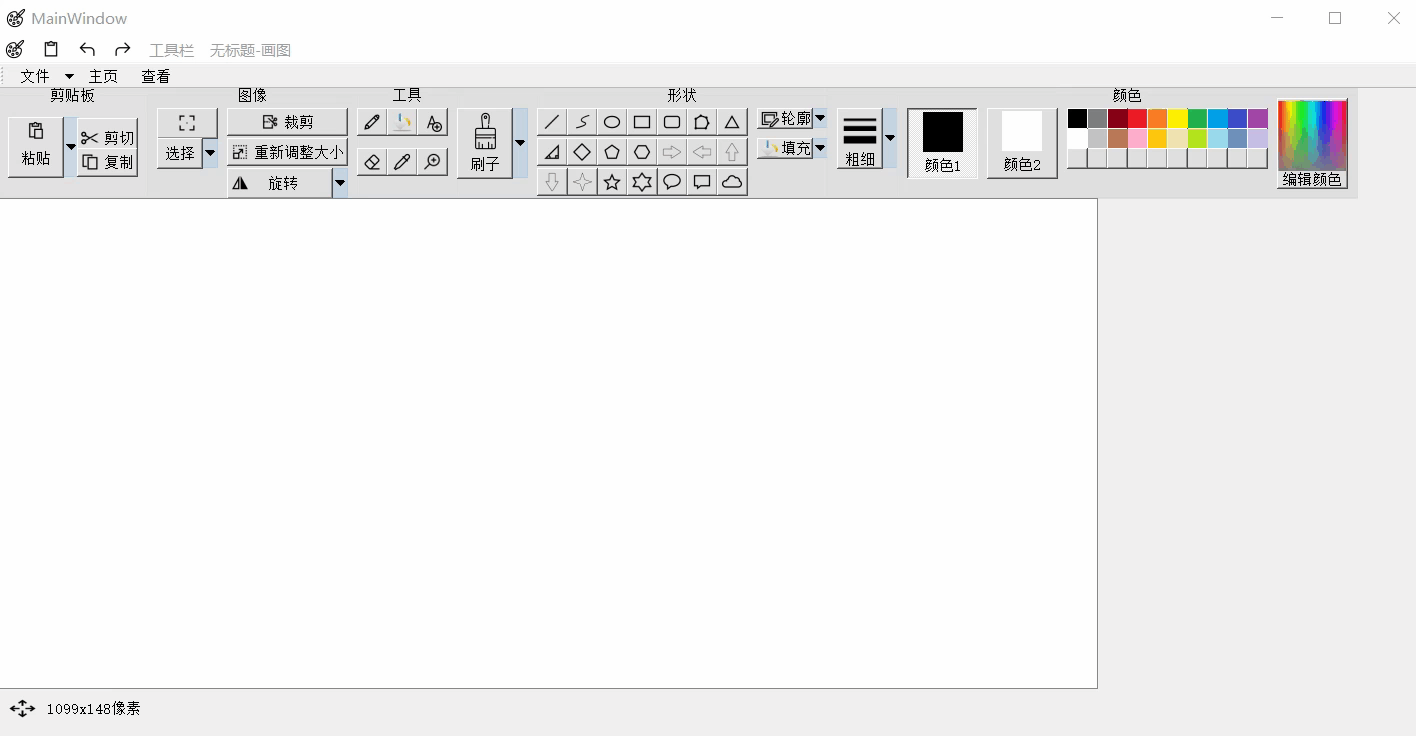 MainWindow
工具栏 无标题-画图
文件 主页 查看
剪贴板 图像 工具 形状 颜色
粘贴 剪切 复制
选择 裁剪
重新调整大小
旋转
刷子
轮廓
填充
粗细
颜色1 颜色2
编辑颜色
1099x148像素